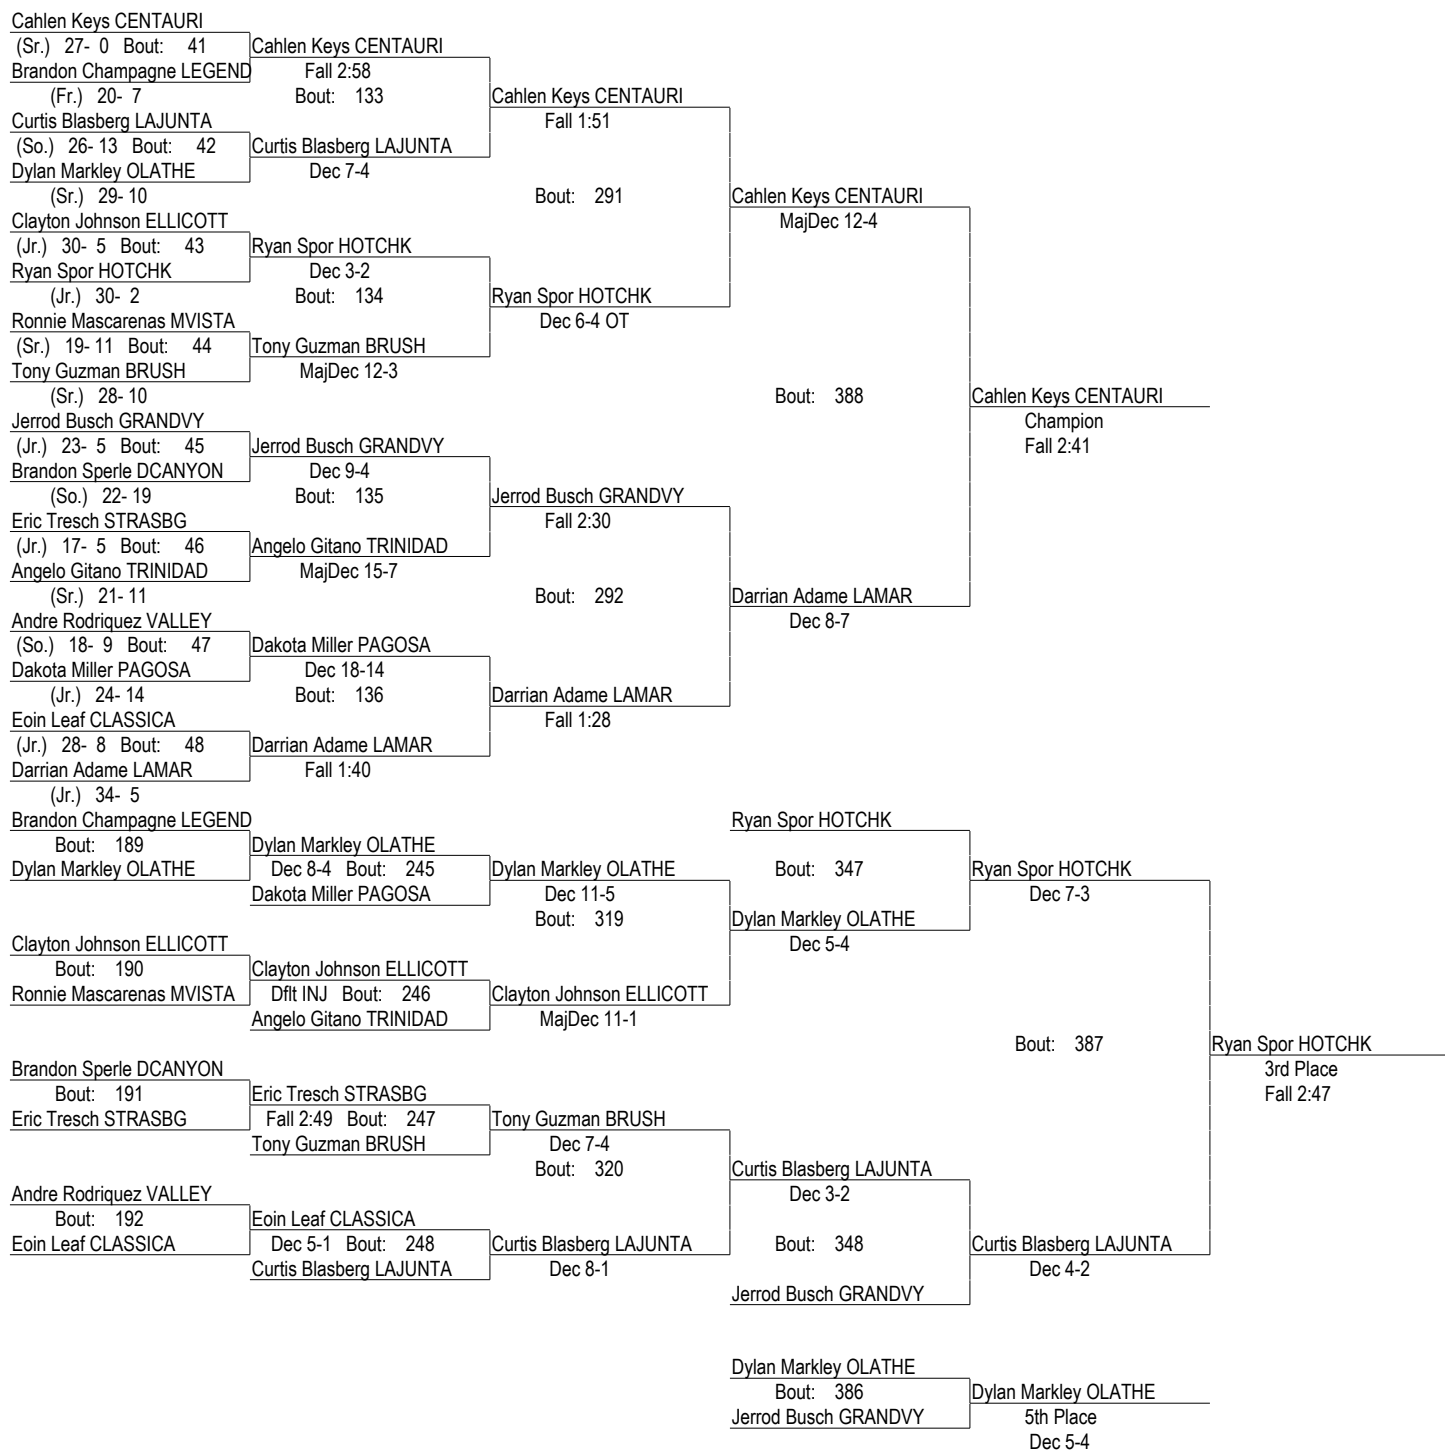 Cahlen Keys CENTAURI
(Sr.) 27- 0 Bout: 41 Cahlen Keys CENTAURI
Brandon Champagne LEGEND Fall 2:58
(Fr.) 20- 7 Bout: 133 Cahlen Keys CENTAURI
Curtis Blasberg LAJUNTA Fall 1:51
(So.) 26- 13 Bout: 42 Curtis Blasberg LAJUNTA
Dylan Markley OLATHE Dec 7-4
(Sr.) 29- 10 Bout: 291 Cahlen Keys CENTAURI
Clayton Johnson ELLICOTT MajDec 12-4
(Jr.) 30- 5 Bout: 43 Ryan Spor HOTCHK
Ryan Spor HOTCHK Dec 3-2
(Jr.) 30- 2 Bout: 134 Ryan Spor HOTCHK
Ronnie Mascarenas MVISTA Dec 6-4 OT
(Sr.) 19- 11 Bout: 44 Tony Guzman BRUSH
Tony Guzman BRUSH MajDec 12-3
(Sr.) 28- 10 Bout: 388 Cahlen Keys CENTAURI
Jerrod Busch GRANDVY Champion
(Jr.) 23- 5 Bout: 45 Jerrod Busch GRANDVY Fall 2:41
Brandon Sperle DCANYON Dec 9-4
(So.) 22- 19 Bout: 135 Jerrod Busch GRANDVY
Eric Tresch STRASBG Fall 2:30
(Jr.) 17- 5 Bout: 46 Angelo Gitano TRINIDAD
Angelo Gitano TRINIDAD MajDec 15-7
(Sr.) 21- 11 Bout: 292 Darrian Adame LAMAR
Andre Rodriquez VALLEY Dec 8-7
(So.) 18- 9 Bout: 47 Dakota Miller PAGOSA
Dakota Miller PAGOSA Dec 18-14
(Jr.) 24- 14 Bout: 136 Darrian Adame LAMAR
Eoin Leaf CLASSICA Fall 1:28
(Jr.) 28- 8 Bout: 48 Darrian Adame LAMAR
Darrian Adame LAMAR Fall 1:40
(Jr.) 34- 5
Brandon Champagne LEGEND Ryan Spor HOTCHK
Bout: 189 Dylan Markley OLATHE
Dylan Markley OLATHE Dec 8-4 Bout: 245 Dylan Markley OLATHE Bout: 347 Ryan Spor HOTCHK
Dakota Miller PAGOSA Dec 11-5 Dec 7-3
Bout: 319 Dylan Markley OLATHE
Clayton Johnson ELLICOTT Dec 5-4
Bout: 190 Clayton Johnson ELLICOTT
Ronnie Mascarenas MVISTA Dflt INJ Bout: 246 Clayton Johnson ELLICOTT
Angelo Gitano TRINIDAD MajDec 11-1
Bout: 387 Ryan Spor HOTCHK
Brandon Sperle DCANYON 3rd Place
Bout: 191 Eric Tresch STRASBG Fall 2:47
Eric Tresch STRASBG Fall 2:49 Bout: 247 Tony Guzman BRUSH
Tony Guzman BRUSH Dec 7-4
Bout: 320 Curtis Blasberg LAJUNTA
Andre Rodriquez VALLEY Dec 3-2
Bout: 192 Eoin Leaf CLASSICA
Eoin Leaf CLASSICA Dec 5-1 Bout: 248 Curtis Blasberg LAJUNTA Bout: 348 Curtis Blasberg LAJUNTA
Curtis Blasberg LAJUNTA Dec 8-1 Dec 4-2
Jerrod Busch GRANDVY
Dylan Markley OLATHE
Bout: 386 Dylan Markley OLATHE
Jerrod Busch GRANDVY 5th Place
Dec 5-4